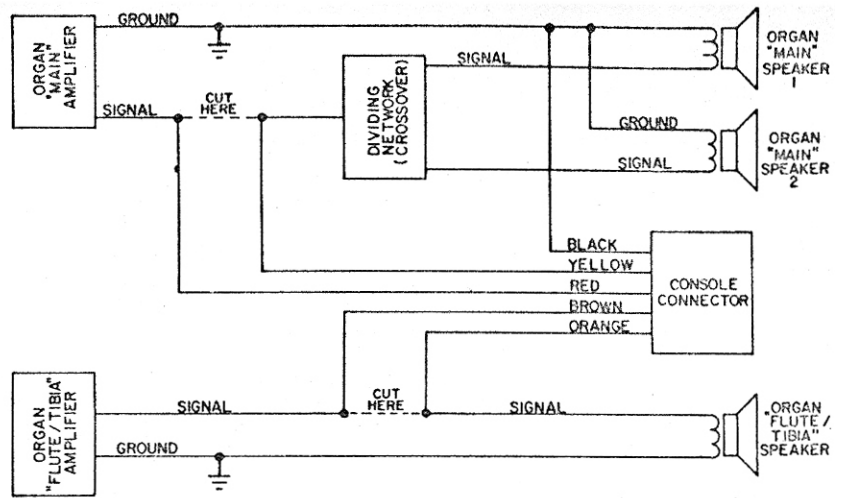 ORGAN
"MAIN"
AMPLIFIER
GROUND
SIGNAL
CUT
HERE
DIVIDING
NETWORK
(CROSSOVER)
SIGNAL
ORGAN
"MAIN"
SPEAKER
1
GROUND
SIGNAL
ORGAN
"MAIN"
SPEAKER
2
BLACK
YELLOW
RED
BROWN
ORANGE
CONSOLE
CONNECTOR
ORGAN
"FLUTE/TIBIA"
AMPLIFIER
SIGNAL
GROUND
CUT
HERE
SIGNAL
"ORGAN
FLUTE/
TIBIA"
SPEAKER